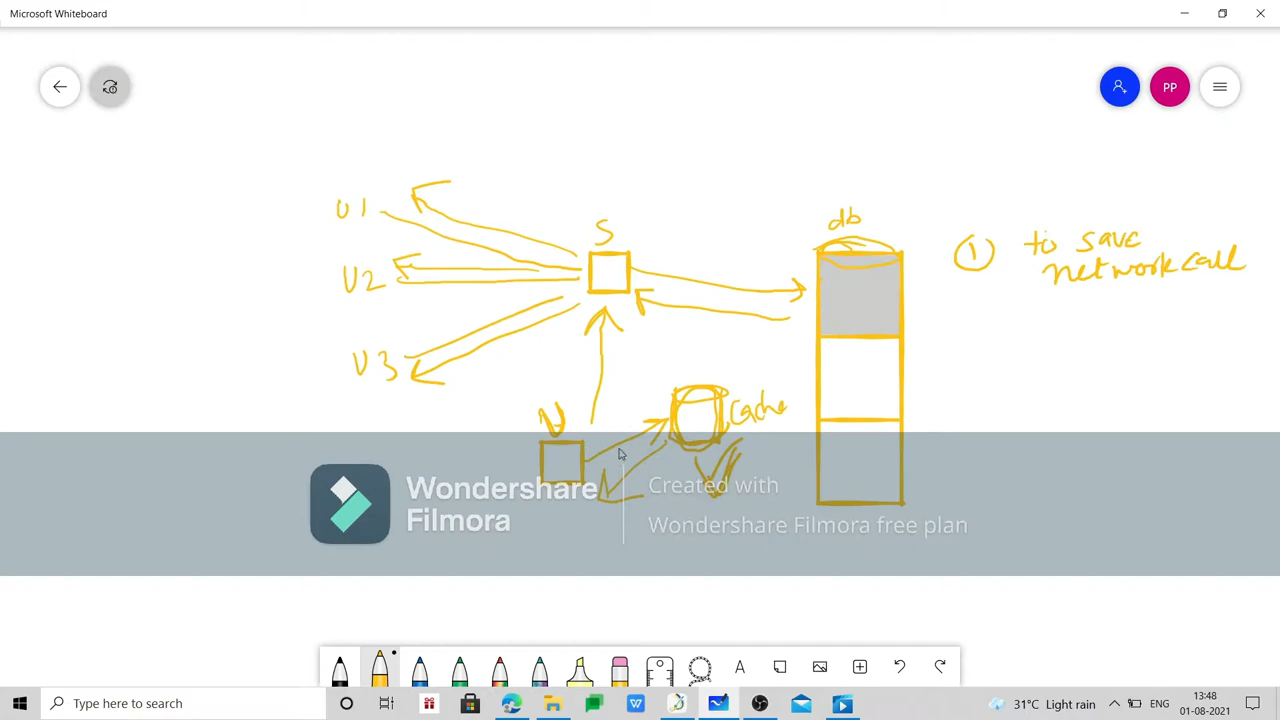 Microsoft Whiteboard
PP
U1
S
db
① to save
network call
U2
U3
N
Cache
Wondershare
Filmora
Created with
Wondershare Filmora free plan
A
Type here to search
W
31°C Light rain
ENG
13:48
01-08-2021